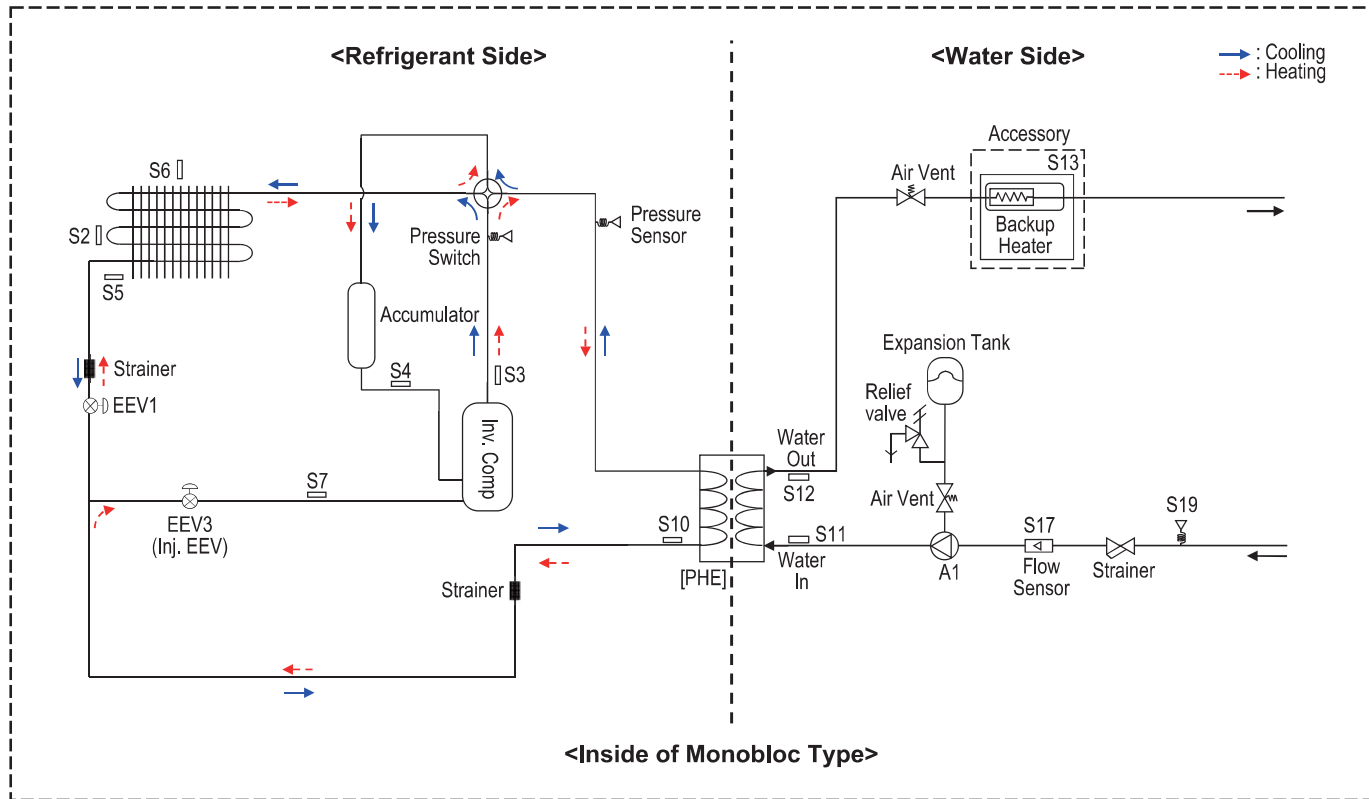 <Refrigerant Side>
<Water Side>
: Cooling
: Heating
Accessory
S13
Air Vent
Backup
Heater
S6
S2
S5
Pressure
Switch
Pressure
Sensor
Accumulator
Strainer
EEV1
S4
S3
Inv. Comp
Expansion Tank
Relief
valve
Water
Out
S12
Air Vent
S7
EEV3
(Inj. EEV)
S10
S11
Water
In
[PHE]
A1
S17
Flow
Sensor
Strainer
S19
Strainer
<Inside of Monobloc Type>